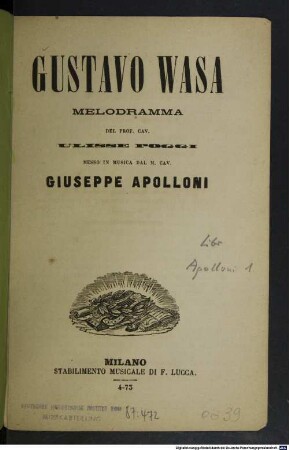 GUSTAVO WASA
MELODRAMMA
DEL PROF. CAV.
ULISSE POGGI
MESSO IN MUSICA DAL M. CAV.
GIUSEPPE APOLLONI
Libr
Apolloni 1
MILANO
STABILIMENTO MUSICALE DI F. LUCCA.
4-75